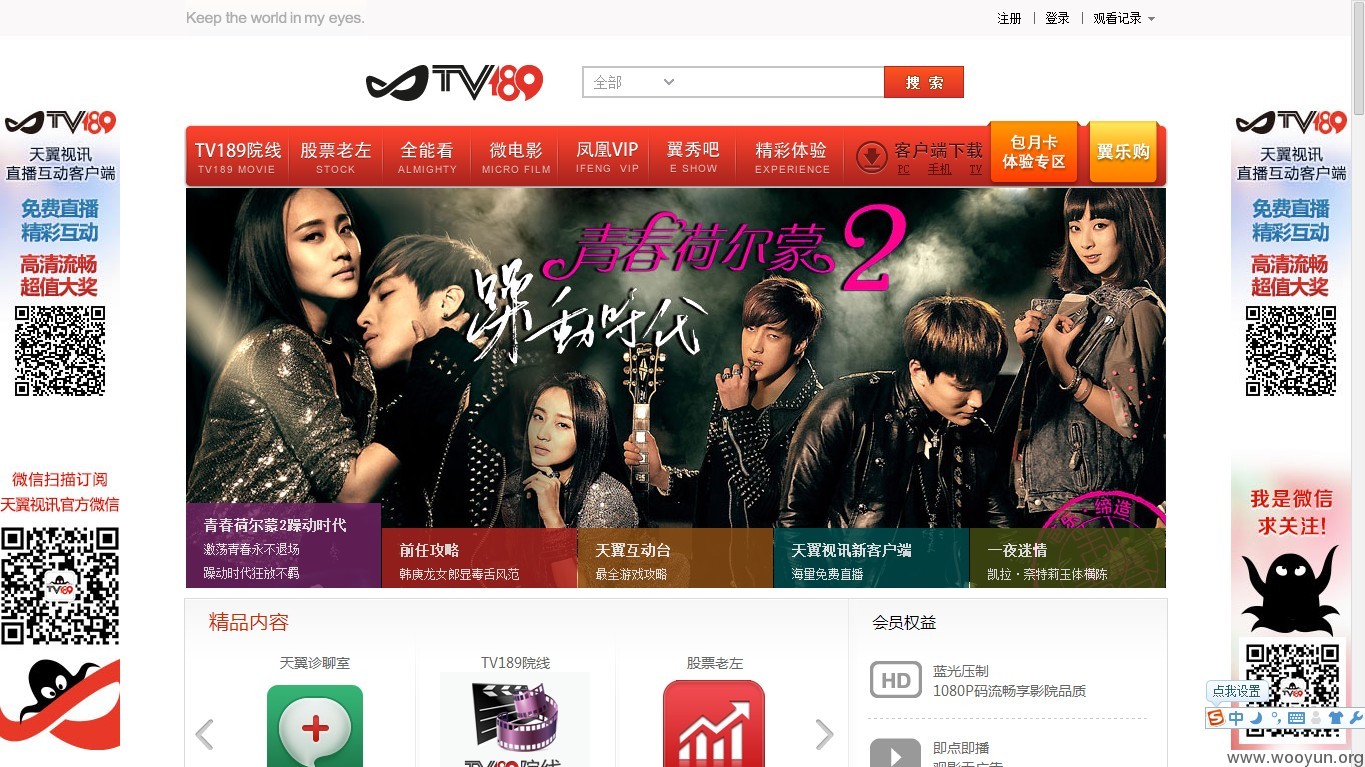 Keep the world in my eyes.
注册 | 登录 | 观看记录
TV189
全部
搜 索
TV189院线
TV189 MOVIE
股票老左
STOCK
全能看
ALMIGHTY
微电影
MICRO FILM
凤凰VIP
IFENG VIP
翼秀吧
E SHOW
精彩体验
EXPERIENCE
客户端下载
PC 手机 TV
包月卡
体验专区
翼乐购
TV189
天翼视讯
直播互动客户端
免费直播
精彩互动
高清流畅
超值大奖
微信扫描订阅
天翼视讯官方微信
TV189
青春荷尔蒙2
躁动时代
缔造
青春荷尔蒙2躁动时代
激荡青春永不退场
躁动时代狂放不羁
前任攻略
韩庚龙女郎显毒舌风范
天翼互动台
最全游戏攻略
天翼视讯新客户端
海量免费直播
一夜迷情
凯拉·奈特莉玉体横陈
TV189
天翼视讯
直播互动客户端
免费直播
精彩互动
高清流畅
超值大奖
我是微信
求关注!
精品内容
天翼诊聊室
TV189院线
股票老左
TV189院线
会员权益
HD
蓝光压制
1080P码流畅享影院品质
即点即播
观影无广告
点我设置
中
www.wooyun.org